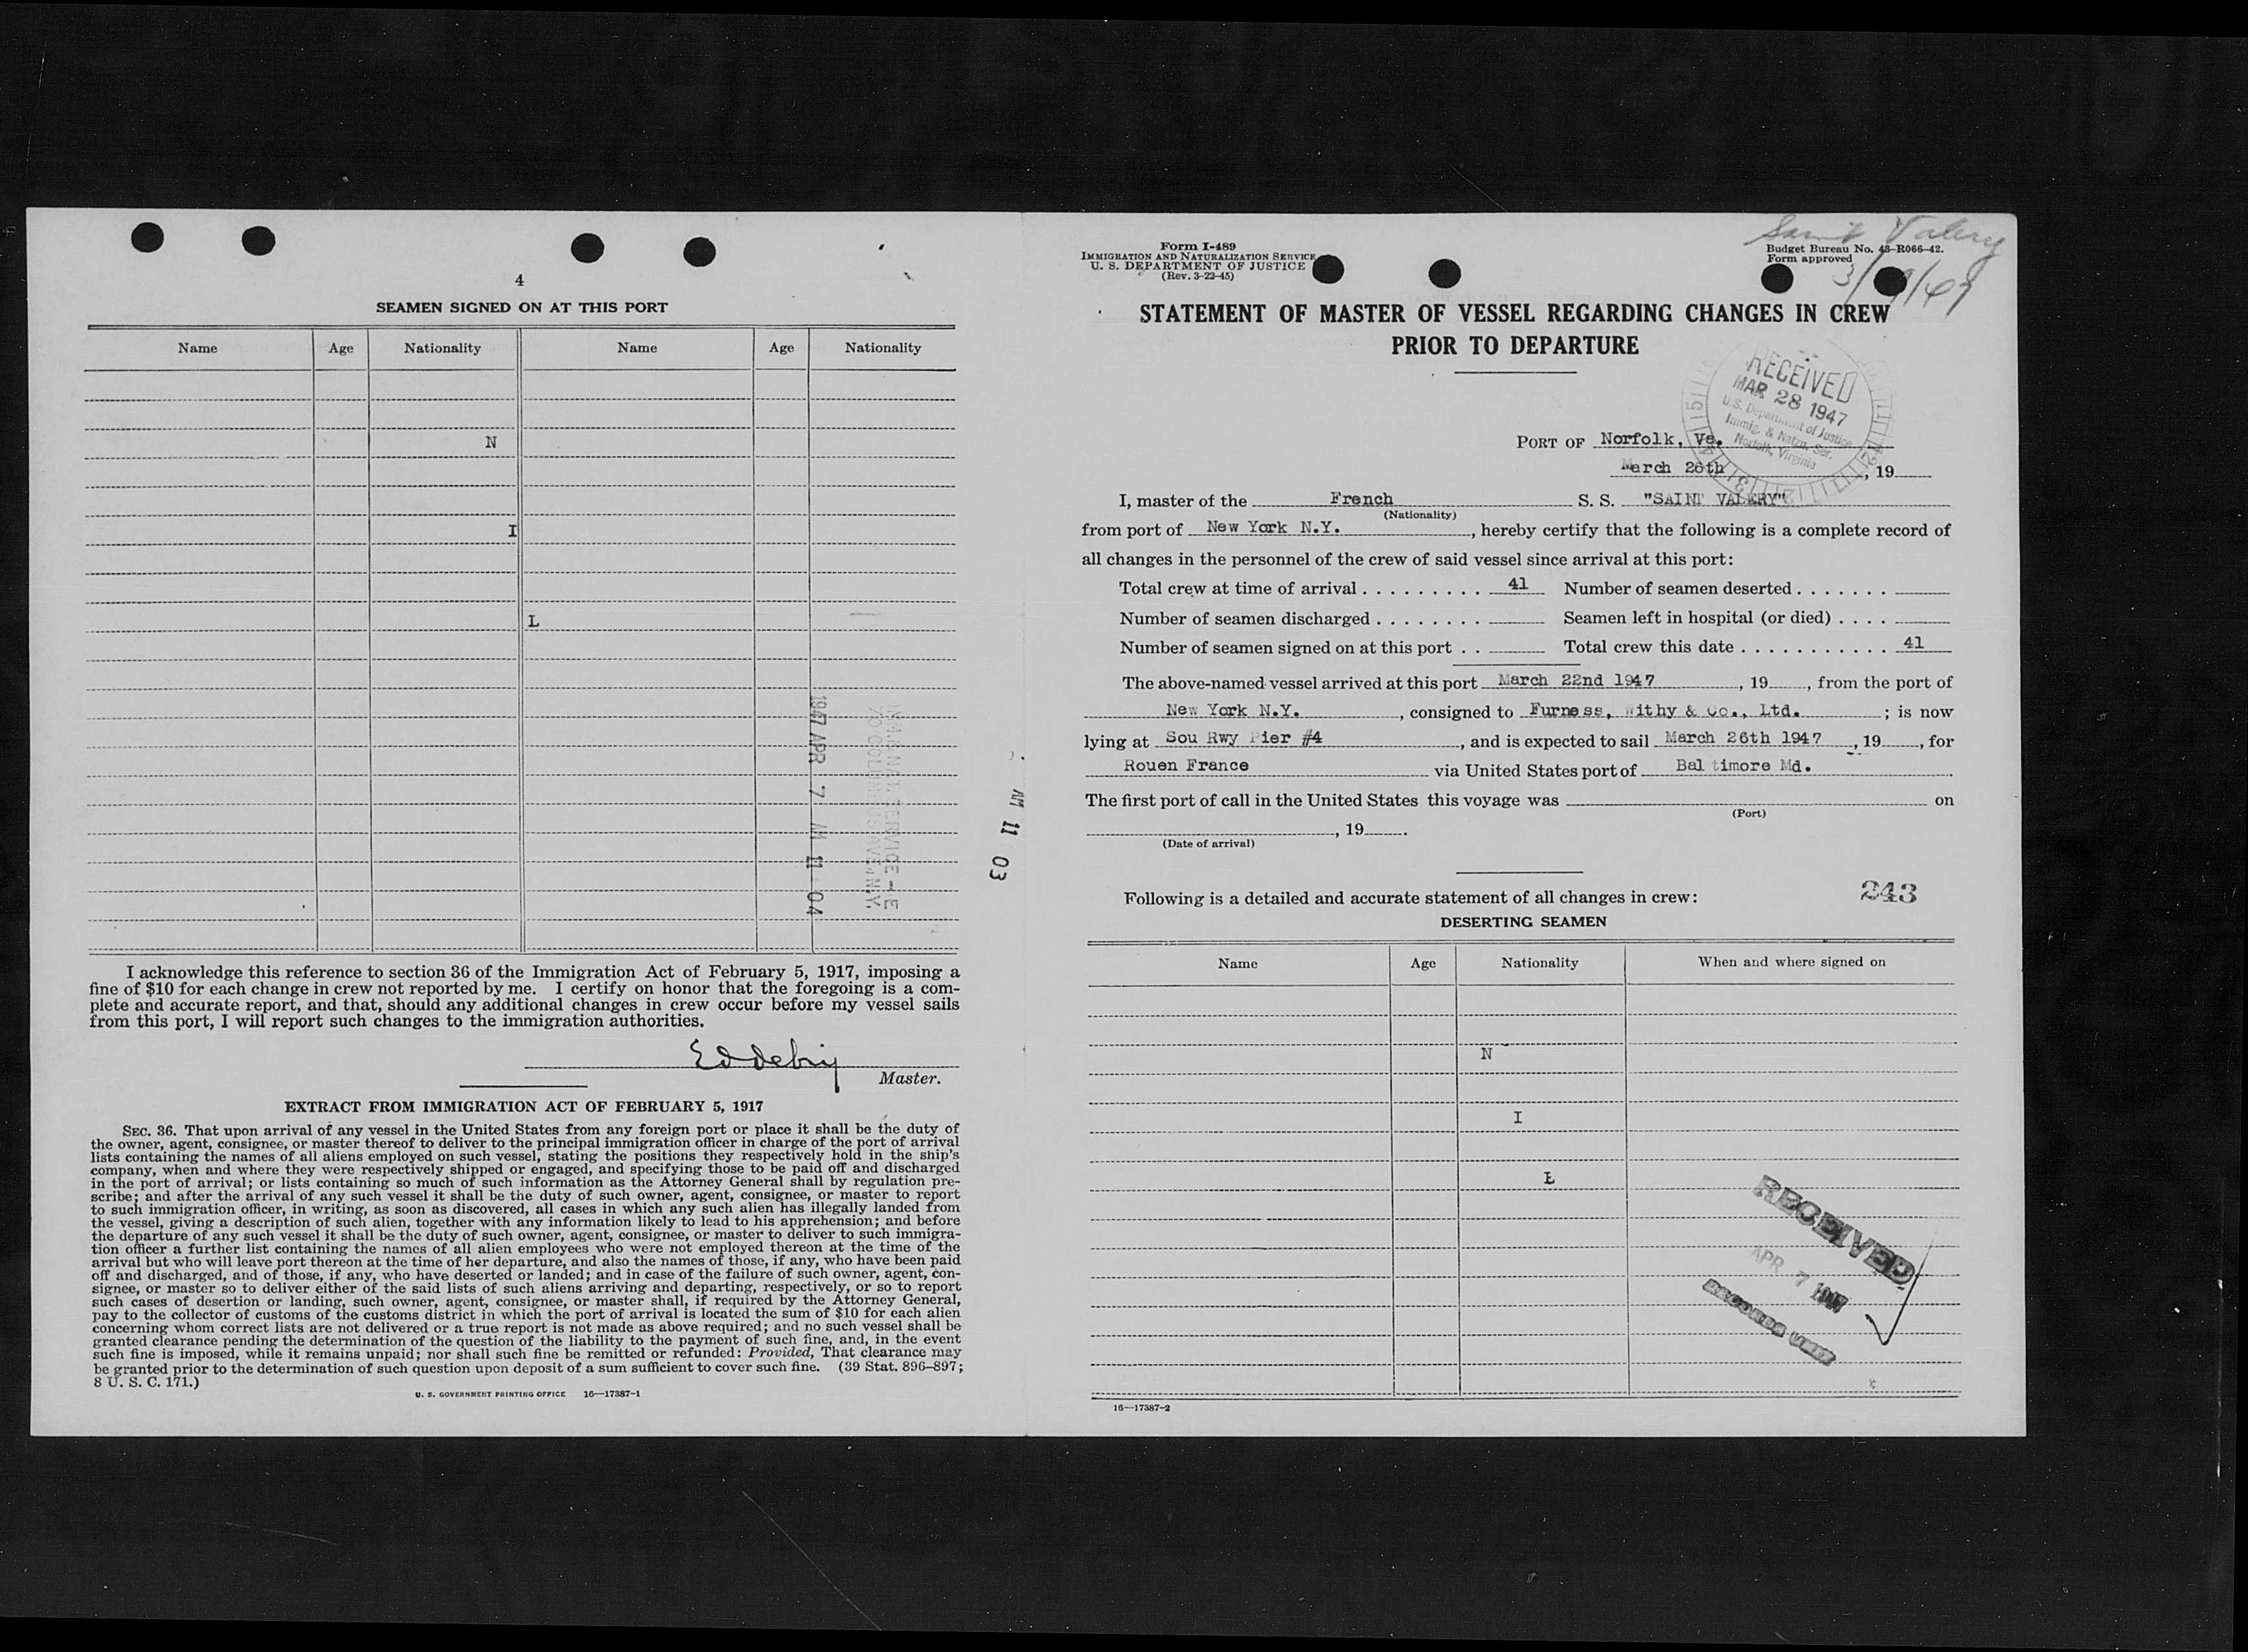 4
SEAMEN SIGNED ON AT THIS PORT
Name Age Nationality Name Age Nationality
N
I
L
IMM. & NAT. SERVICE - E
70 COLUMBUS AVE. N.Y.
1947 APR 7 AM 11 04
I acknowledge this reference to section 36 of the Immigration Act of February 5, 1917, imposing a
fine of $10 for each change in crew not reported by me. I certify on honor that the foregoing is a com-
plete and accurate report, and that, should any additional changes in crew occur before my vessel sails
from this port, I will report such changes to the immigration authorities.
Master.
EXTRACT FROM IMMIGRATION ACT OF FEBRUARY 5, 1917
SEC. 36. That upon arrival of any vessel in the United States from any foreign port or place it shall be the duty of
the owner, agent, consignee, or master thereof to deliver to the principal immigration officer in charge of the port of arrival
lists containing the names of all aliens employed on such vessel, stating the positions they respectively hold in the ship's
company, when and where they were respectively shipped or engaged, and specifying those to be paid off and discharged
in the port of arrival; or lists containing so much of such information as the Attorney General shall by regulation pre-
scribe; and after the arrival of any such vessel it shall be the duty of such owner, agent, consignee, or master to report
to such immigration officer, in writing, as soon as discovered, all cases in which any such alien has illegally landed from
the vessel, giving a description of such alien, together with any information likely to lead to his apprehension; and before
the departure of any such vessel it shall be the duty of such owner, agent, consignee, or master to deliver to such immigra-
tion officer a further list containing the names of all alien employees who were not employed thereon at the time of the
arrival but who will leave port thereon at the time of her departure, and also the names of those, if any, who have been paid
off and discharged, and of those, if any, who have deserted or landed; and in case of the failure of such owner, agent, con-
signee, or master so to deliver either of the said lists of such aliens arriving and departing, respectively, or so to report
such cases of desertion or landing, such owner, agent, consignee, or master shall, if required by the Attorney General,
pay to the collector of customs of the customs district in which the port of arrival is located the sum of $10 for each alien
concerning whom correct lists are not delivered or a true report is not made as above required; and no such vessel shall be
granted clearance pending the determination of the question of the liability to the payment of such fine, and, in the event
such fine is imposed, while it remains unpaid; nor shall such fine be remitted or refunded: Provided, That clearance may
be granted prior to the determination of such question upon deposit of a sum sufficient to cover such fine. (39 Stat. 896-897;
8 U. S. C. 171.)
U. S. GOVERNMENT PRINTING OFFICE 16—17387-1
AM 11 03
Saint Valery
Form I-489
IMMIGRATION AND NATURALIZATION SERVICE
U. S. DEPARTMENT OF JUSTICE
(Rev. 3-22-45)
Budget Bureau No. 43-R066-42.
Form approved
STATEMENT OF MASTER OF VESSEL REGARDING CHANGES IN CREW
PRIOR TO DEPARTURE
RECEIVED
MAR 28 1947
U.S. Department of Justice
Immig. & Natzn. Ser.
Norfolk, Virginia
PORT OF Norfolk, Va.
March 26th, 19
I, master of the French S. S. "SAINT VALERY"
(Nationality)
from port of New York N.Y., hereby certify that the following is a complete record of
all changes in the personnel of the crew of said vessel since arrival at this port:
Total crew at time of arrival . . . . . . . . . 41 Number of seamen deserted . . . . . . .
Number of seamen discharged . . . . . . . . Seamen left in hospital (or died) . . . .
Number of seamen signed on at this port . . Total crew this date . . . . . . . . . . . 41
The above-named vessel arrived at this port March 22nd 1947, 19, from the port of
New York N.Y., consigned to Furness, Withy & Co., Ltd. ; is now
lying at Sou Rwy Pier #4, and is expected to sail March 26th 1947, 19, for
Rouen France via United States port of Baltimore Md.
The first port of call in the United States this voyage was on
(Port)
, 19.
(Date of arrival)
Following is a detailed and accurate statement of all changes in crew: 243
DESERTING SEAMEN
Name Age Nationality When and where signed on
N
I
L
RECEIVED
APR 7 1947
RECORDS UNIT
16—17387-2